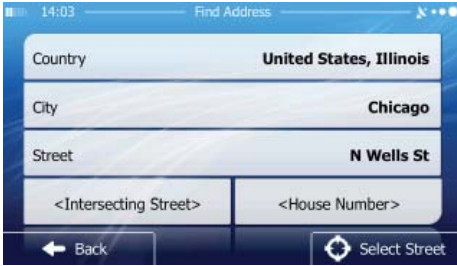 14:03 Find Address
Country United States, Illinois
City Chicago
Street N Wells St
<Intersecting Street> <House Number>
Back Select Street